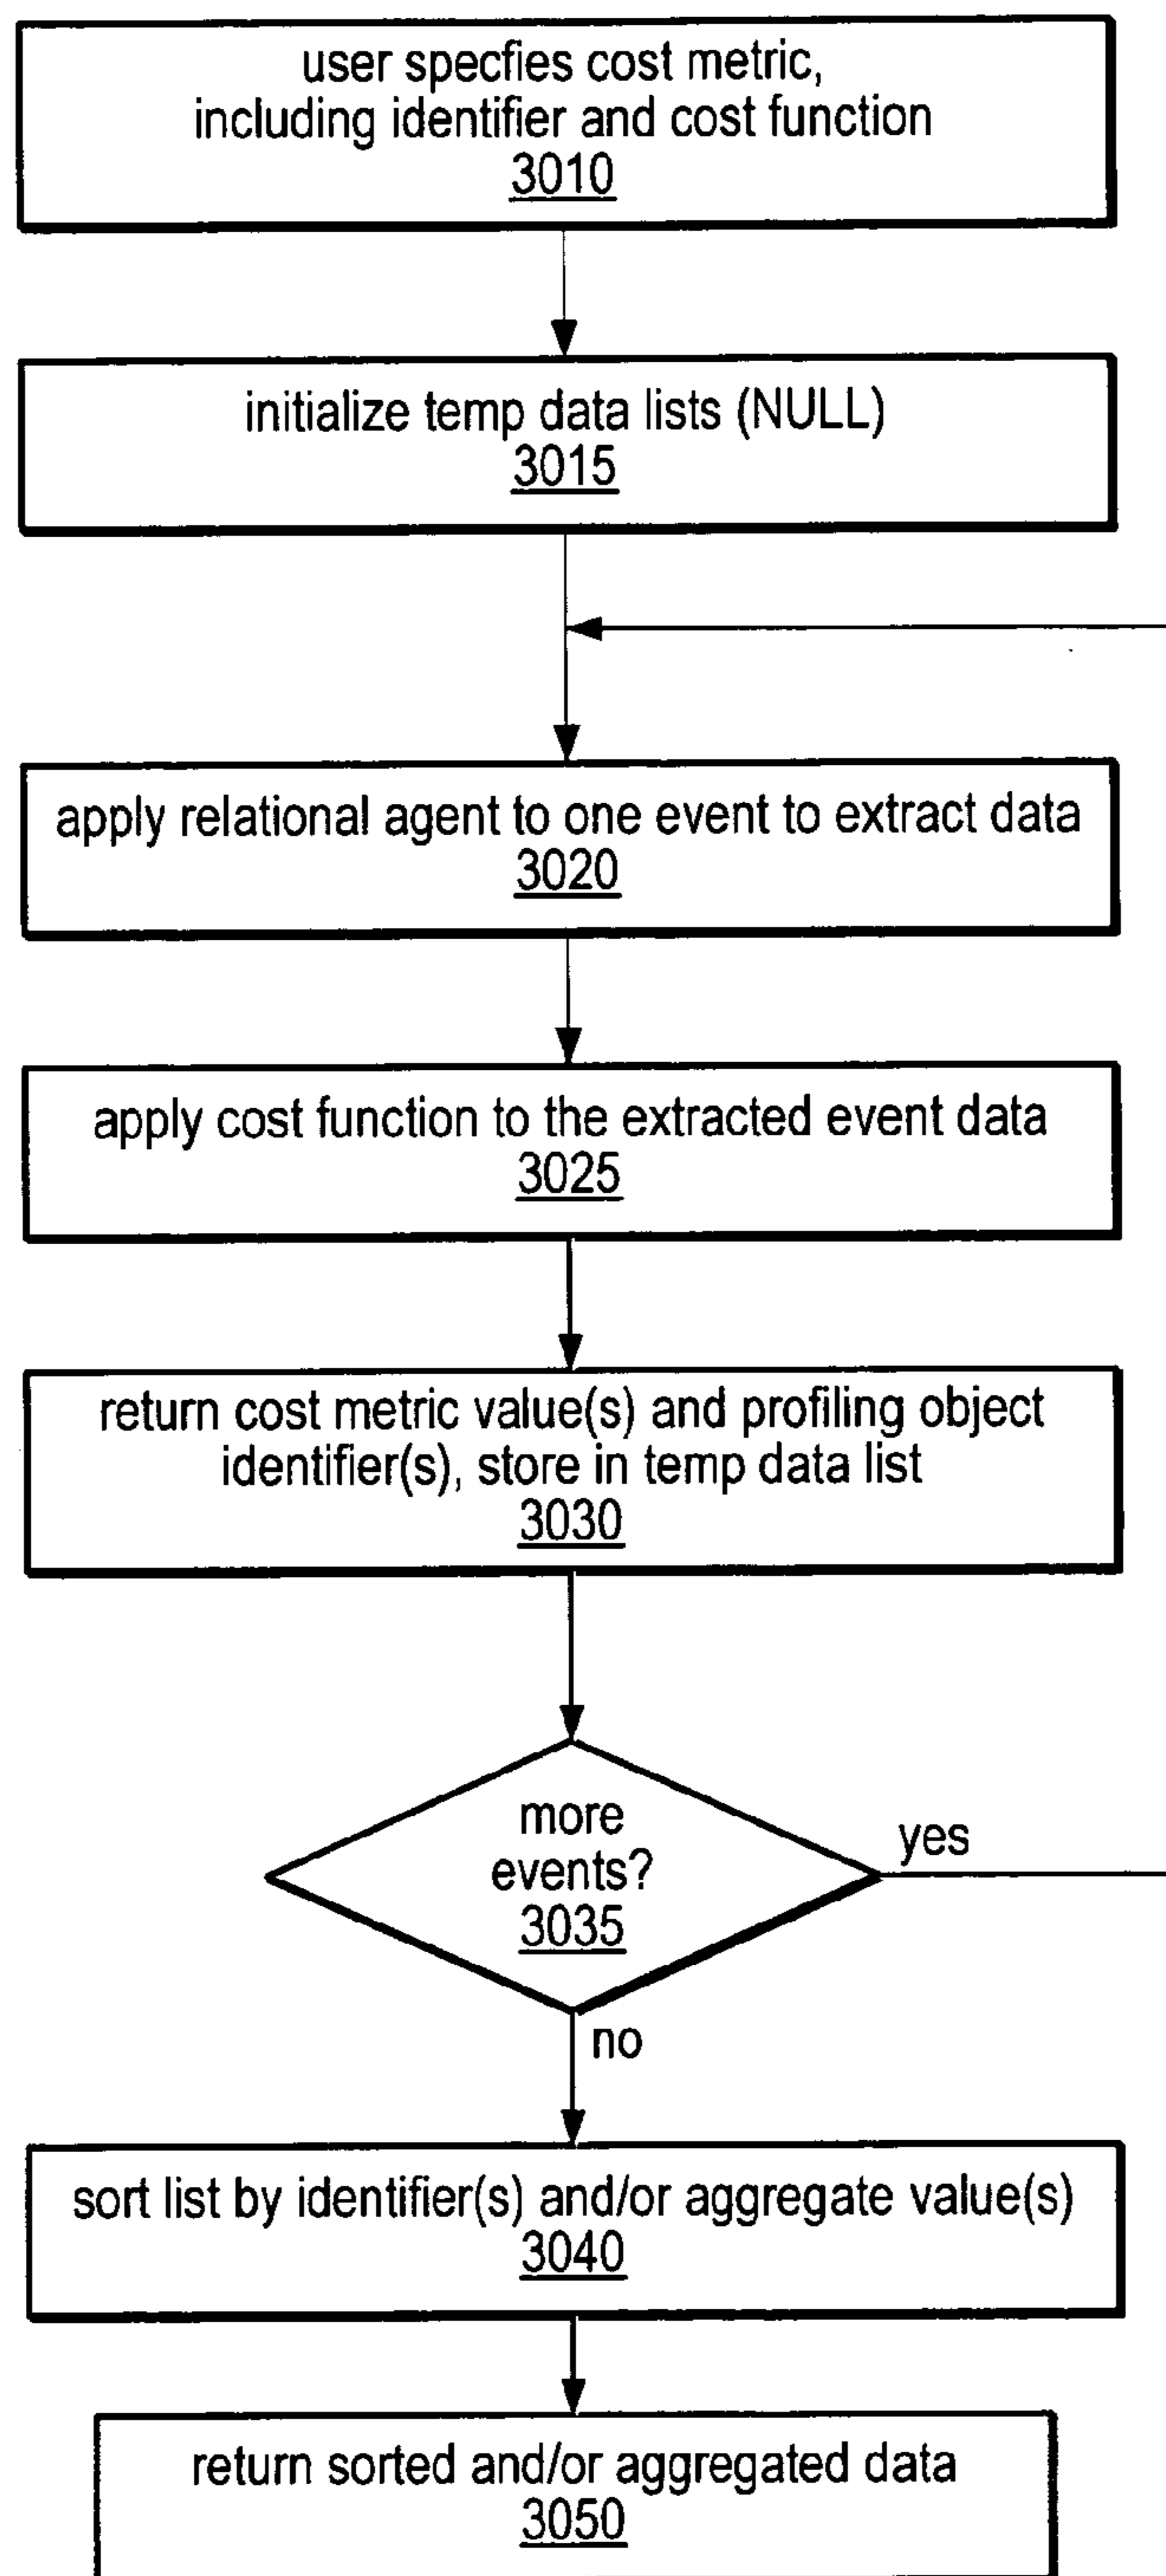 user specfies cost metric,
including identifier and cost function
3010
initialize temp data lists (NULL)
3015
apply relational agent to one event to extract data
3020
apply cost function to the extracted event data
3025
return cost metric value(s) and profiling object
identifier(s), store in temp data list
3030
more
events?
3035
yes
no
sort list by identifier(s) and/or aggregate value(s)
3040
return sorted and/or aggregated data
3050